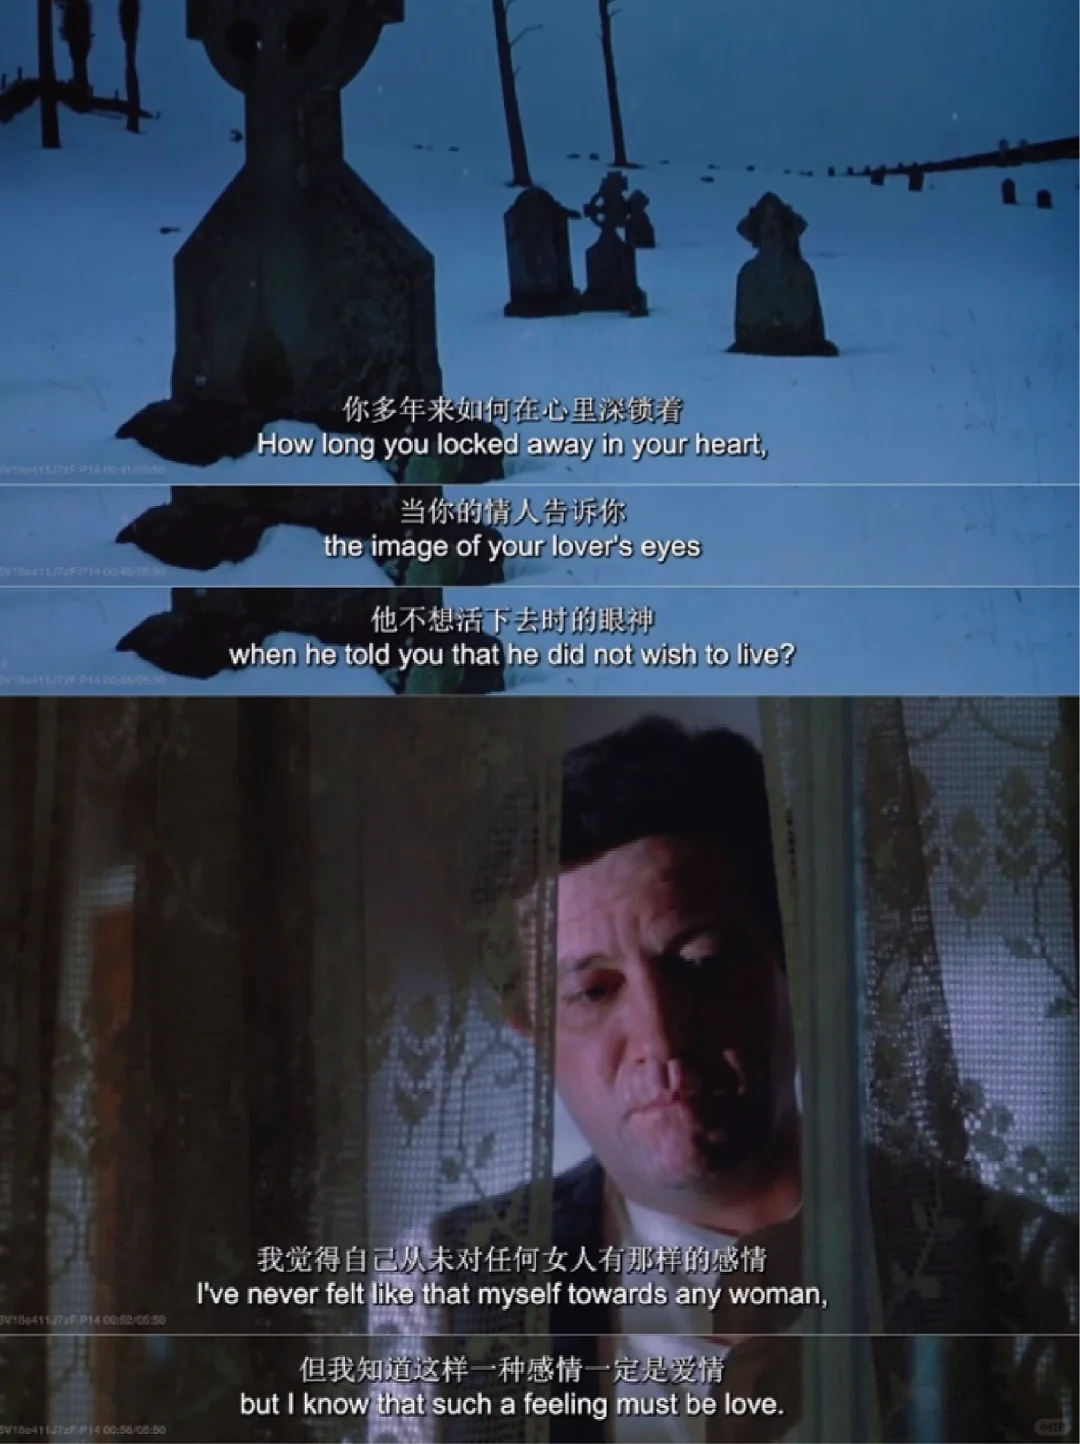 你多年来如何在心里深锁着
How long you locked away in your heart,
当你的情人告诉你
the image of your lover's eyes
他不想活下去时的眼神
when he told you that he did not wish to live?
我觉得自己从未对任何女人有那样的感情
I've never felt like that myself towards any woman,
但我知道这样一种感情一定是爱情
but I know that such a feeling must be love.